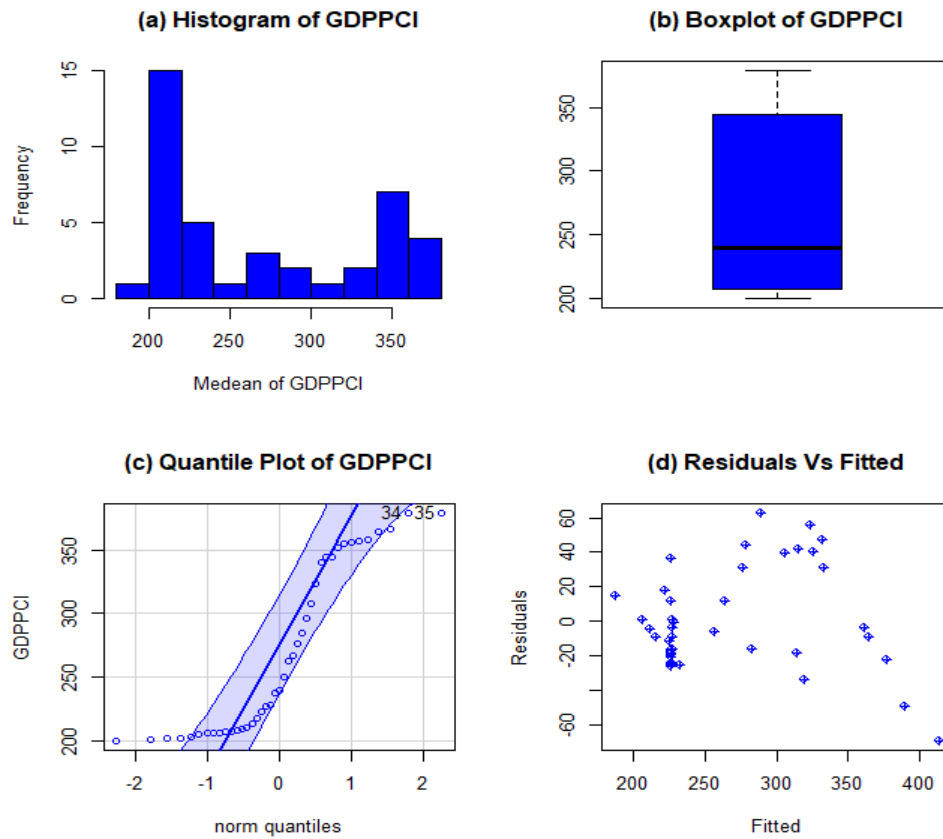 (a) Histogram of GDPPCI
Frequency
0 5 10 15
200 250 300 350
Medean of GDPPCI
(b) Boxplot of GDPPCI
200 250 300 350
(c) Quantile Plot of GDPPCI
GDPPCI
200 250 300 350
34 35
-2 -1 0 1 2
norm quantiles
(d) Residuals Vs Fitted
Residuals
-60 -20 0 20 40 60
200 250 300 350 400
Fitted